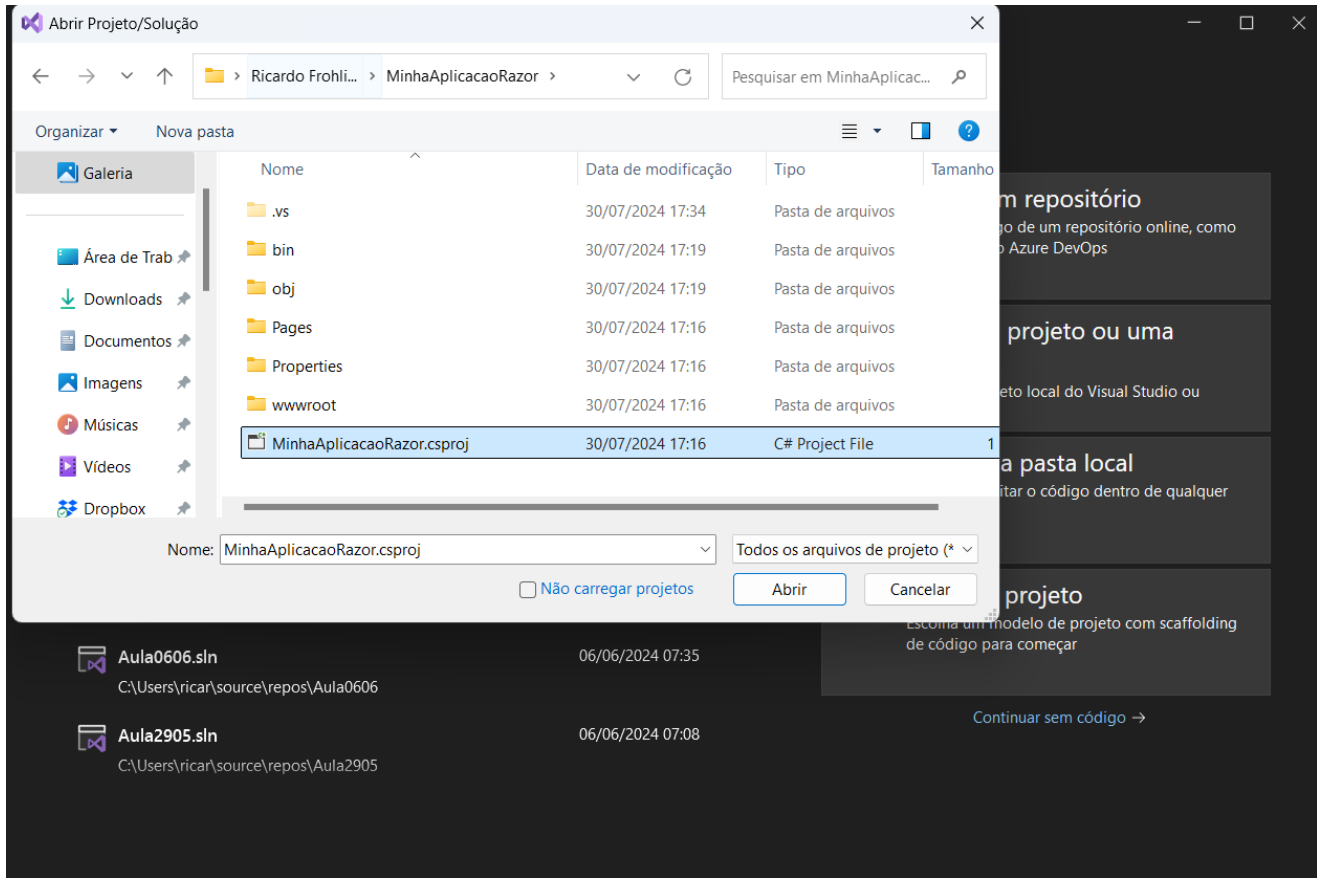 Abrir Projeto/Solução
Ricardo Frohli... > MinhaAplicacaoRazor >
Pesquisar em MinhaAplicac...
Organizar
Nova pasta
Galeria
Área de Trab
Downloads
Documentos
Imagens
Músicas
Vídeos
Dropbox
Nome Data de modificação Tipo Tamanho
.vs 30/07/2024 17:34 Pasta de arquivos
bin 30/07/2024 17:19 Pasta de arquivos
obj 30/07/2024 17:19 Pasta de arquivos
Pages 30/07/2024 17:16 Pasta de arquivos
Properties 30/07/2024 17:16 Pasta de arquivos
wwwroot 30/07/2024 17:16 Pasta de arquivos
MinhaAplicacaoRazor.csproj 30/07/2024 17:16 C# Project File 1
Nome: MinhaAplicacaoRazor.csproj
Todos os arquivos de projeto (*
Não carregar projetos
Abrir
Cancelar
m repositório
go de um repositório online, como
o Azure DevOps
projeto ou uma
eto local do Visual Studio ou
a pasta local
itar o código dentro de qualquer
projeto
Escolha um modelo de projeto com scaffolding
de código para começar
Continuar sem código →
Aula0606.sln 06/06/2024 07:35
C:\Users\ricar\source\repos\Aula0606
Aula2905.sln 06/06/2024 07:08
C:\Users\ricar\source\repos\Aula2905